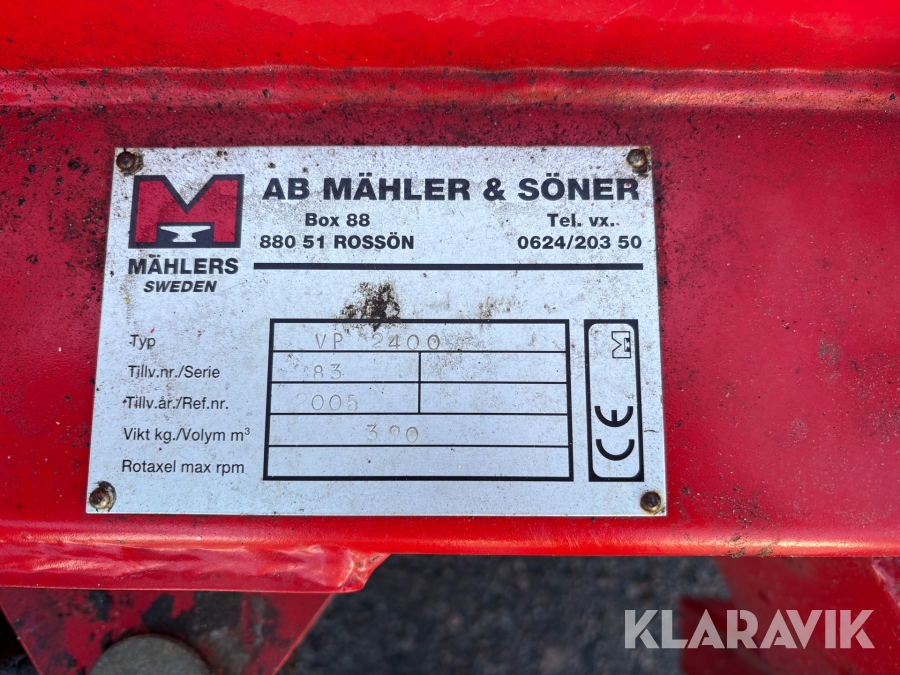 AB MÄHLER & SÖNER
Box 88 Tel. vx..
880 51 ROSSÖN 0624/203 50
MÄHLERS
SWEDEN
Typ VP 2400
Tillv.nr./Serie 83
Tillv.år./Ref.nr. 2005
Vikt kg./Volym m³
Rotaxel max rpm
M
CE
KLARAVIK